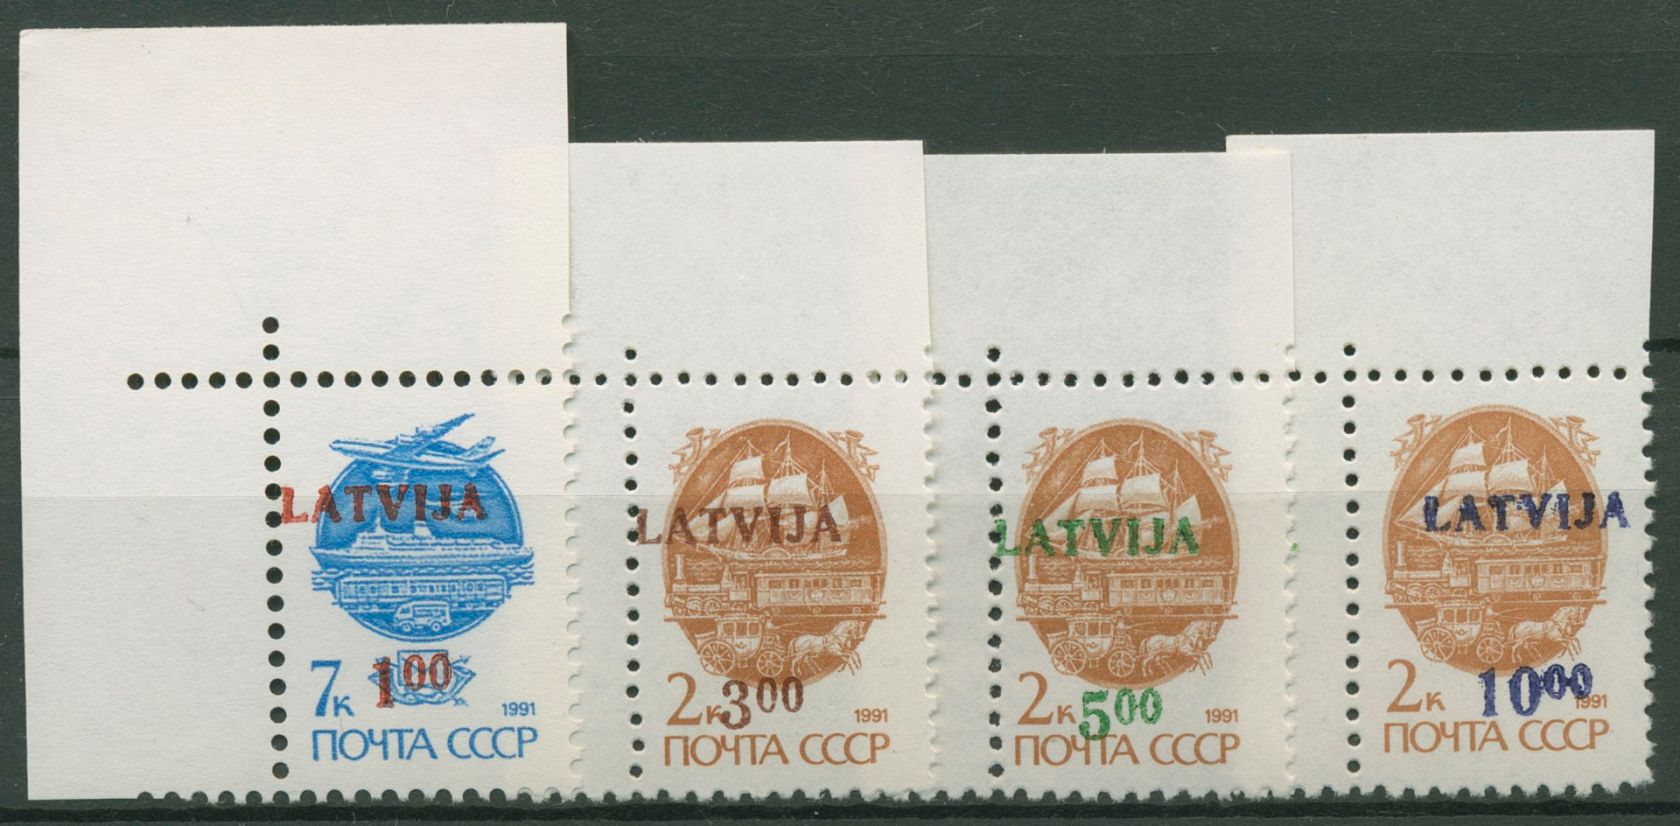 LATVIJA
1 00
7к 1991
ПОЧТА СССР
LATVIJA
3 00
2к 1991
ПОЧТА СССР
LATVIJA
5 00
2к 1991
ПОЧТА СССР
LATVIJA
10 00
2к 1991
ПОЧТА СССР